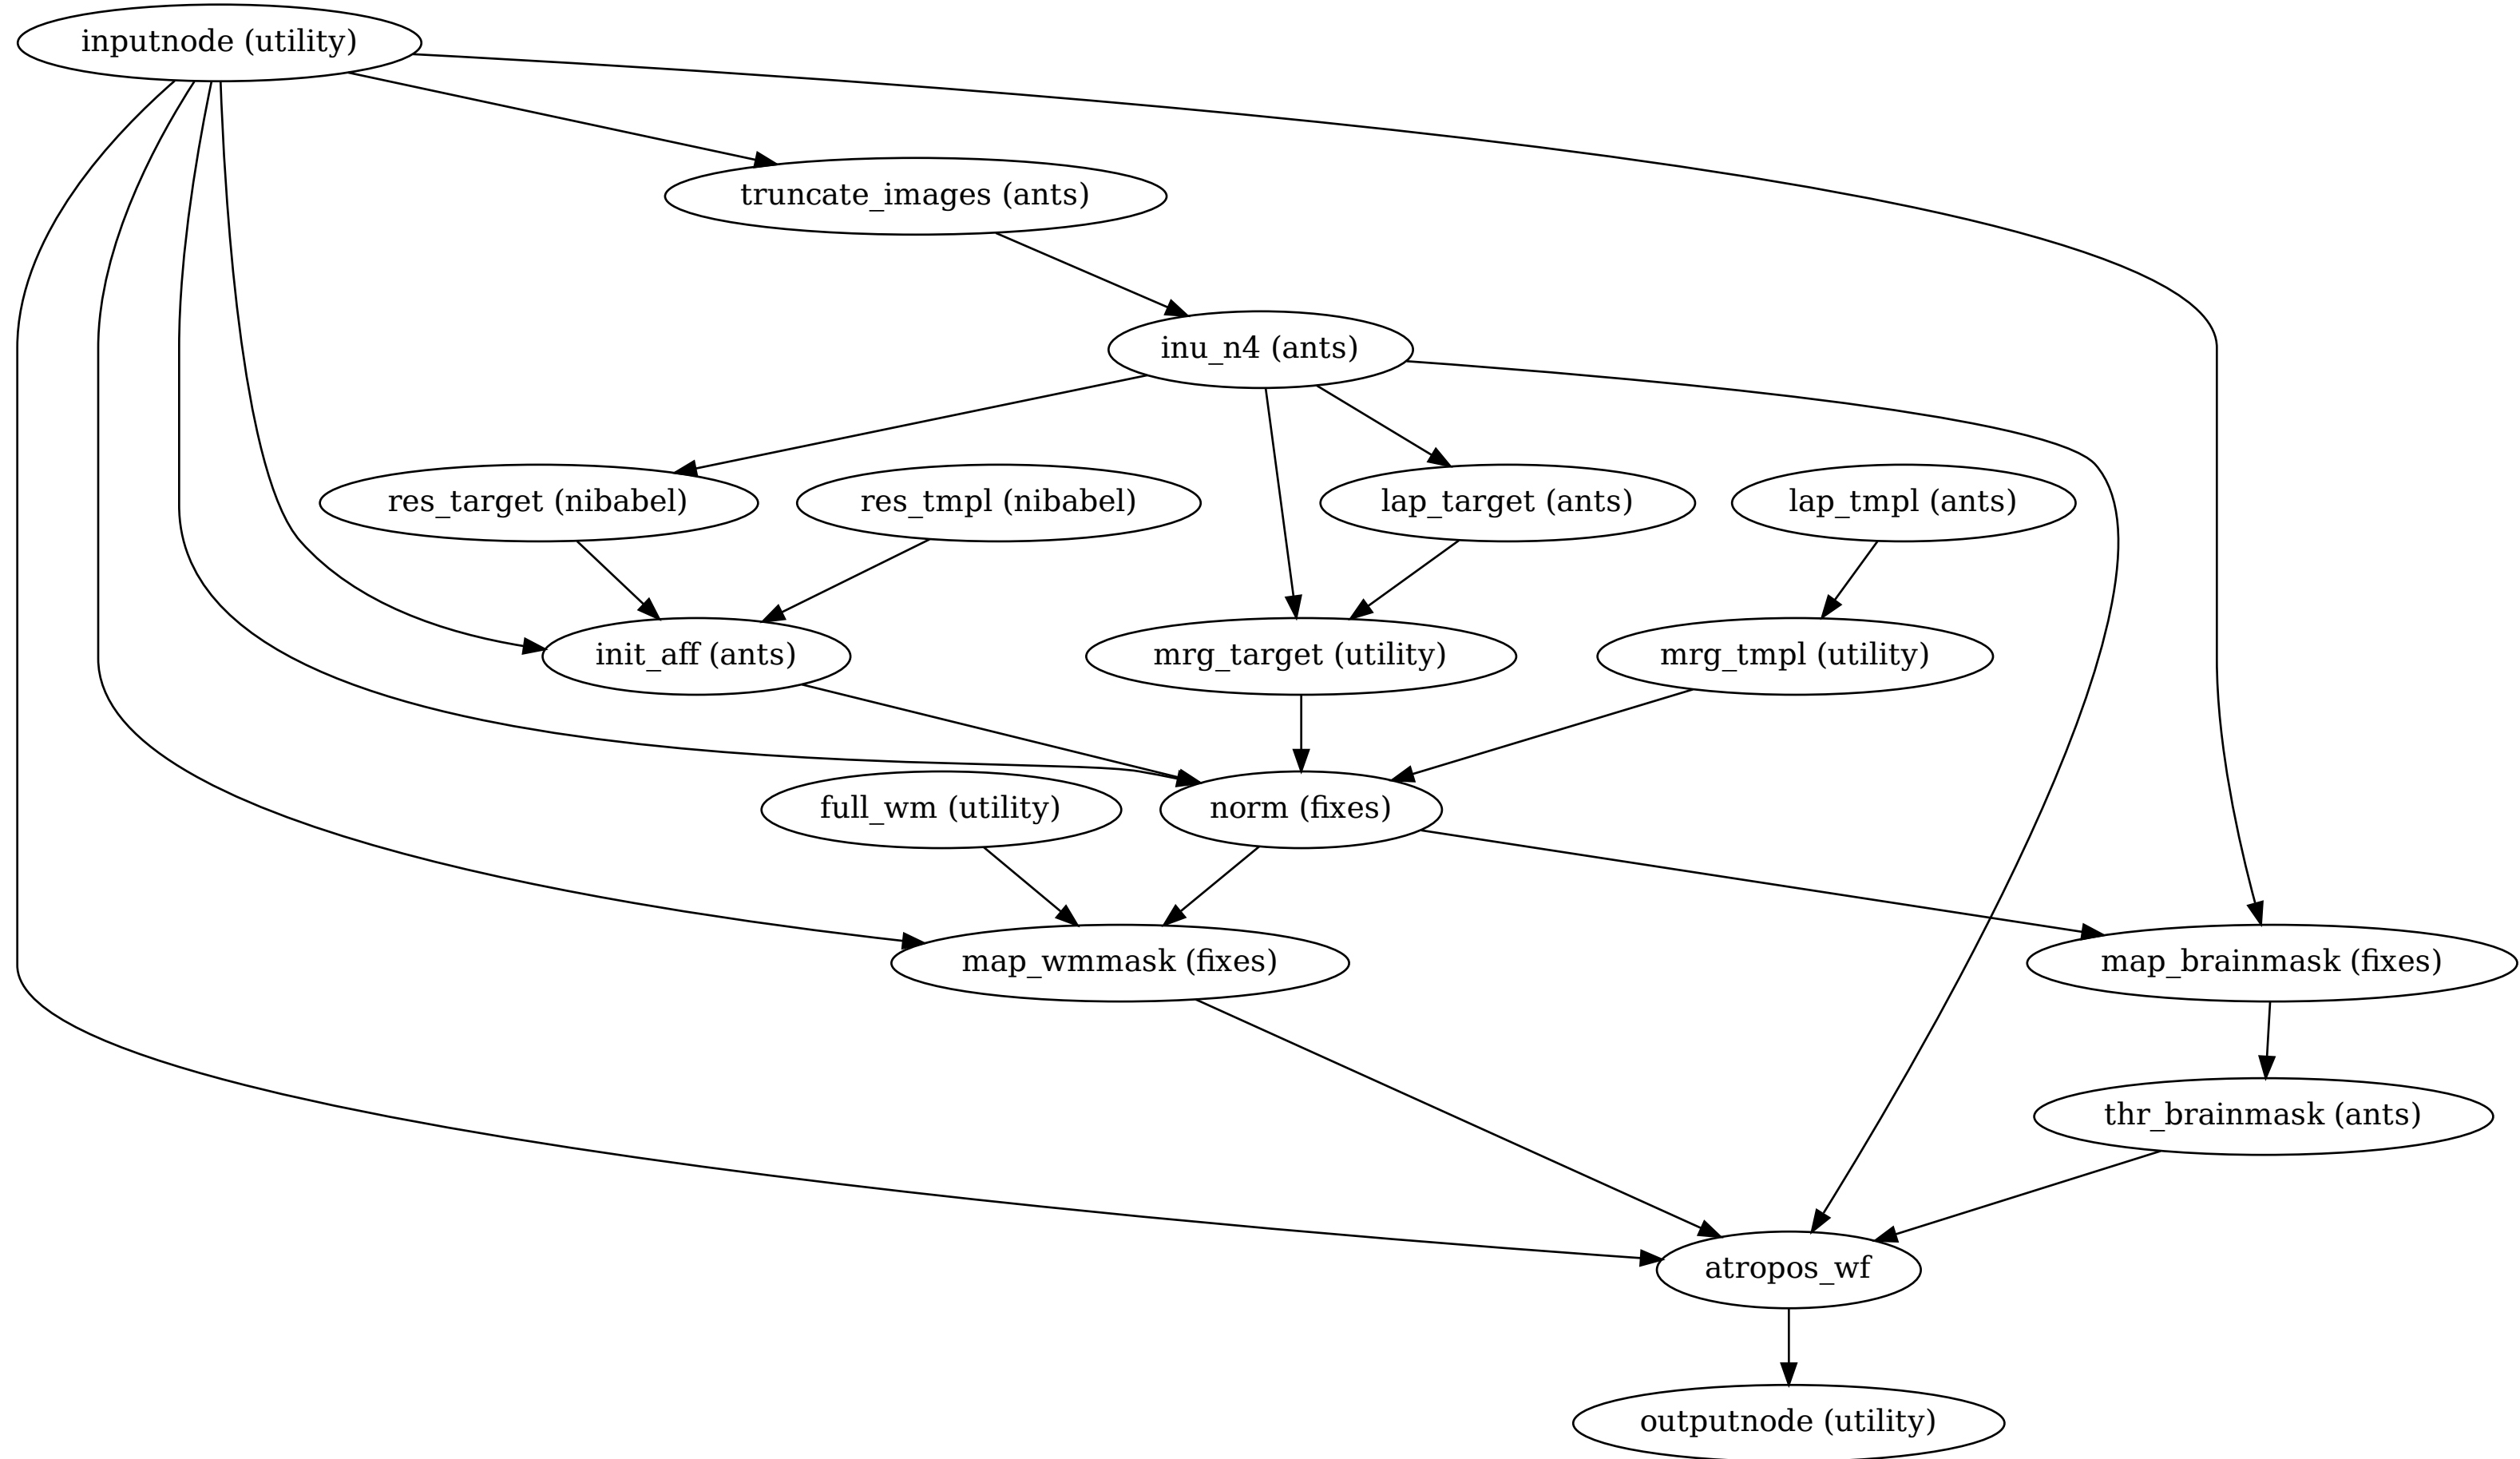 inputnode (utility)
truncate_images (ants)
inu_n4 (ants)
res_target (nibabel)
res_tmpl (nibabel)
lap_target (ants)
lap_tmpl (ants)
init_aff (ants)
mrg_target (utility)
mrg_tmpl (utility)
full_wm (utility)
norm (fixes)
map_wmmask (fixes)
map_brainmask (fixes)
thr_brainmask (ants)
atropos_wf
outputnode (utility)